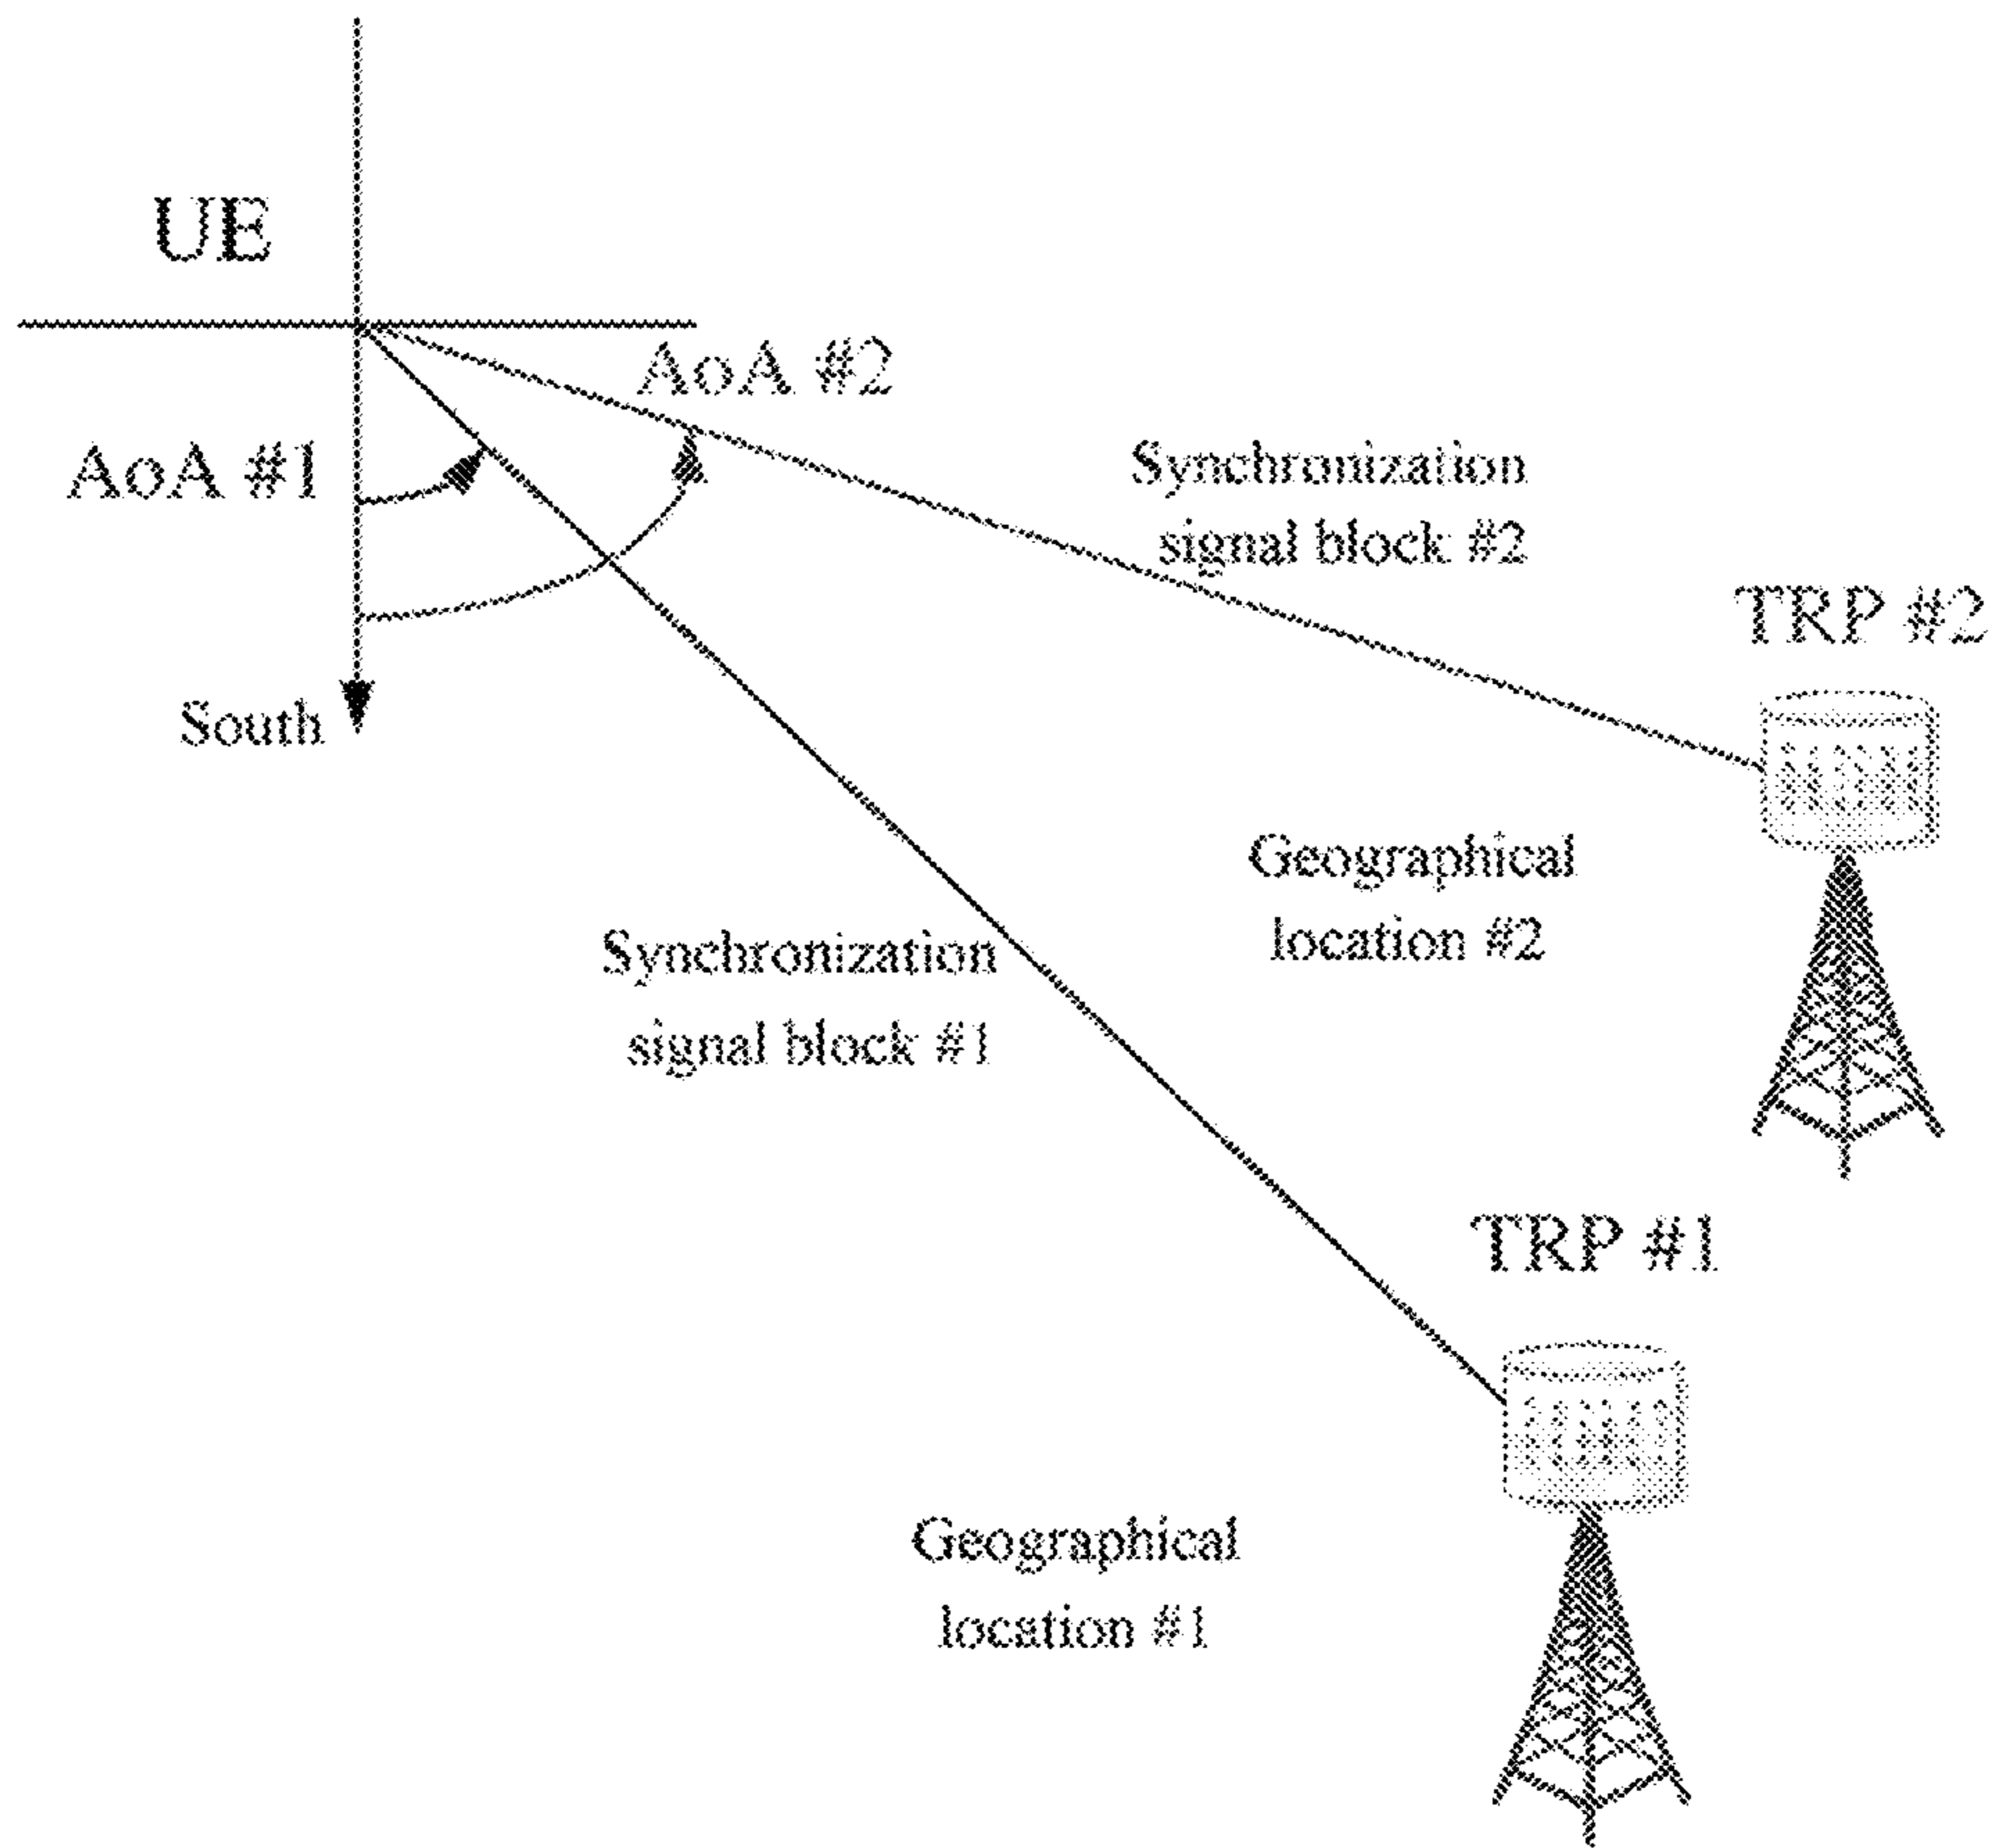 UE
AoA #2
AoA #1
Synchronization
signal block #2
TRP #2
South
Geographical
location #2
Synchronization
signal block #1
TRP #1
Geographical
location #1